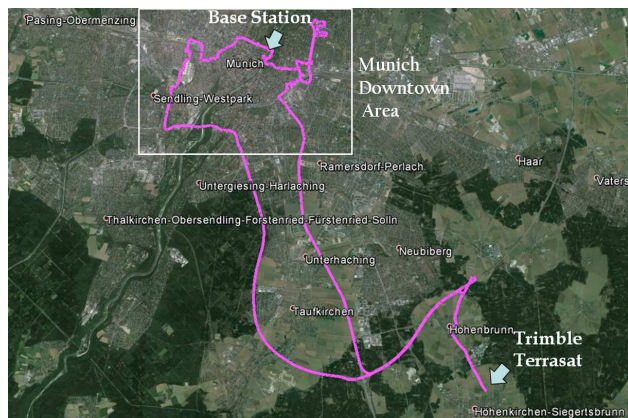 Pasing-Obermenzing
Base Station
Munich
Munich
Downtown
Area
Sendling-Westpark
Ramersdorf-Perlach
Haar
Vaters
Untergiesing-Harlaching
Thalkirchen-Obersendling-Forstenried-Fürstenried-Solln
Neubiberg
Unterhaching
Taufkirchen
Hohenbrunn
Trimble
Terrasat
Höhenkirchen-Siegertsbrunn